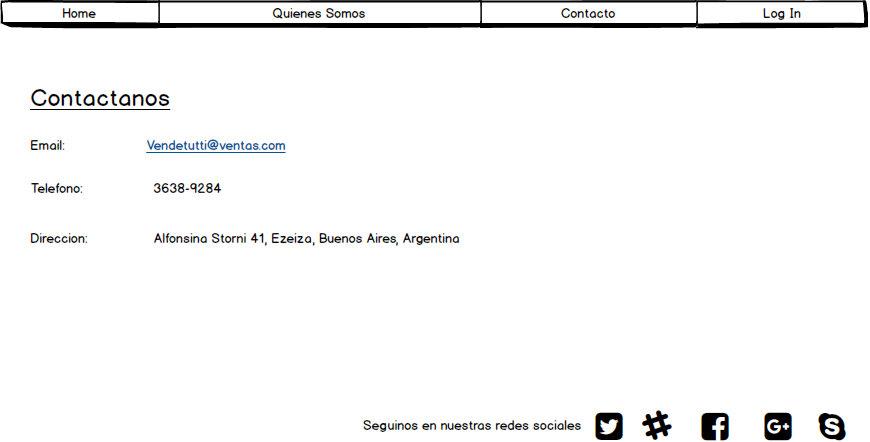 Home Quienes Somos Contacto Log In
Contactanos
Email: Vendetutti@ventas.com
Telefono: 3638-9284
Direccion: Alfonsina Storni 41, Ezeiza, Buenos Aires, Argentina
Seguinos en nuestras redes sociales